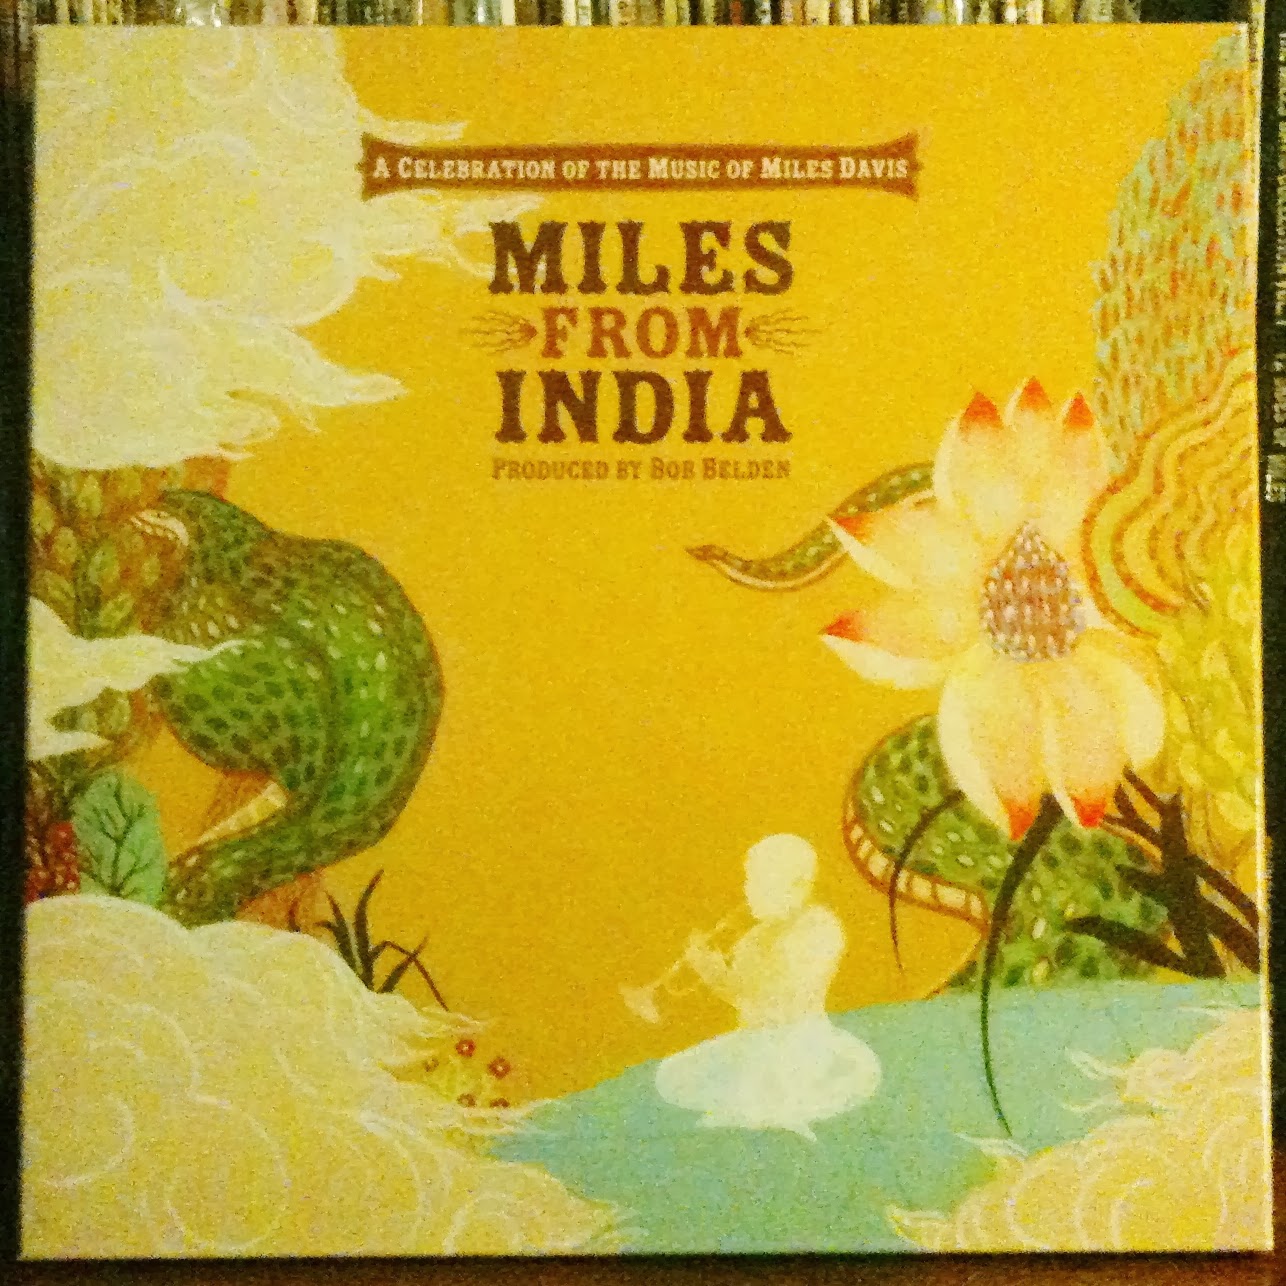 A CELEBRATION OF THE MUSIC OF MILES DAVIS
MILES
FROM
INDIA
PRODUCED BY BOB BELDEN